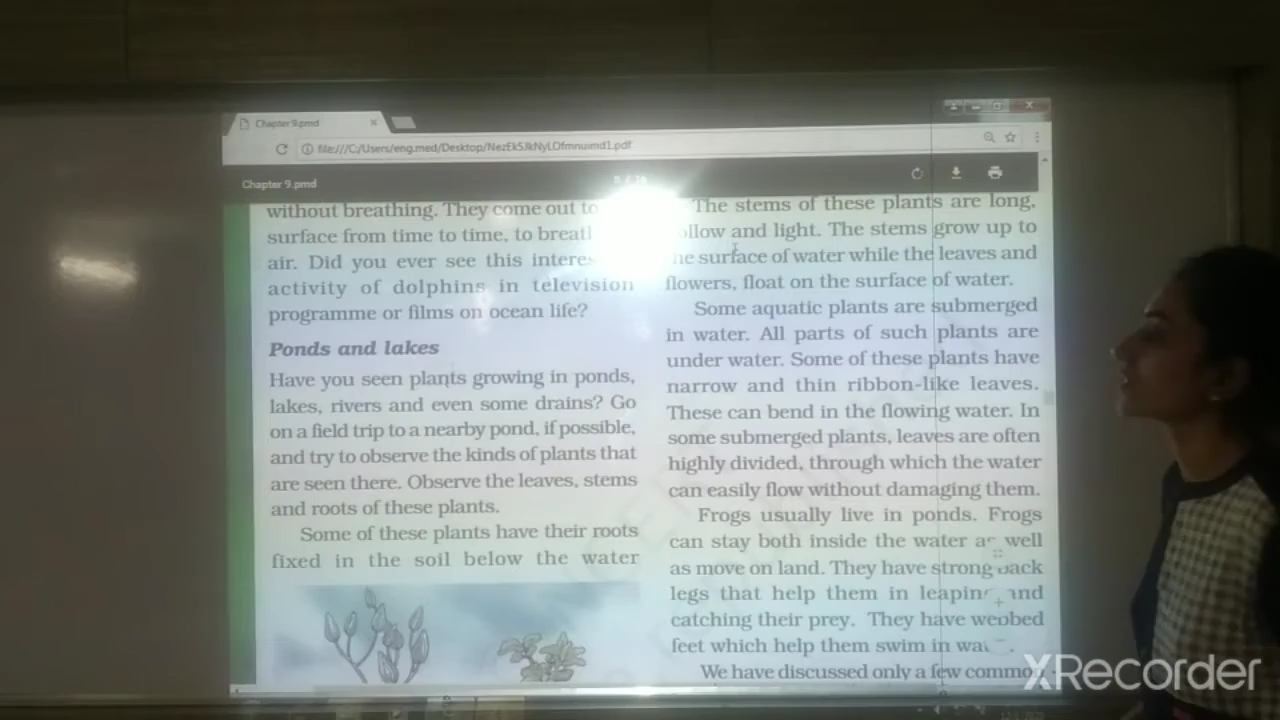 Chapter 9.pmd
file:///C:/Users/eng.med/Desktop/NezEk5JkNyLOfmnuimd1.pdf
Chapter 9.pmd
without breathing. They come out to
surface from time to time, to
air. Did you ever see this
activity of dolphins in television
programme or films on ocean life?
Ponds and lakes
Have you seen plants growing in ponds,
lakes, rivers and even some drains? Go
on a field trip to a nearby pond, if possible,
and try to observe the kinds of plants that
are seen there. Observe the leaves, stems
and roots of these plants.
Some of these plants have their roots
fixed in the soil below the water
The stems of these plants are long,
and light. The stems grow up to
surface of water while the leaves and
flowers, float on the surface of water.
Some aquatic plants are submerged
in water. All parts of such plants are
under water. Some of these plants have
narrow and thin ribbon-like leaves.
These can bend in the flowing water. In
some submerged plants, leaves are often
highly divided, through which the water
can easily flow without damaging them.
Frogs usually live in ponds. Frogs
can stay both inside the water as well
as move on land. They have strong back
legs that help them in leaping and
catching their prey. They have webbed
feet which help them swim in
We have discussed only a few common
XRecorder